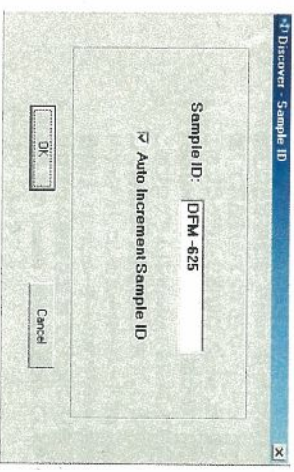 Discover - Sample ID
Sample ID: DFM -625
Auto Increment Sample ID
OK
Cancel